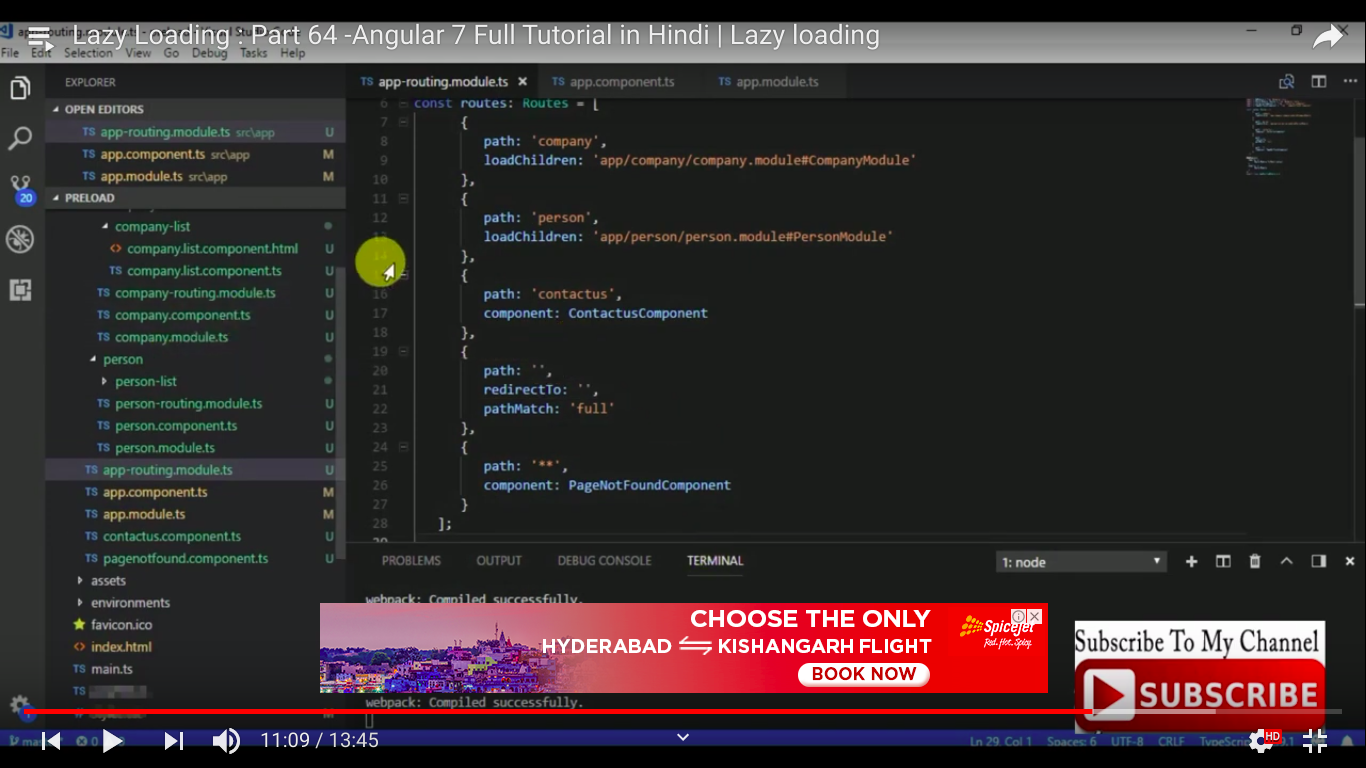 Lazy Loading : Part 64 -Angular 7 Full Tutorial in Hindi | Lazy loading
File Edit Selection View Go Debug Tasks Help
EXPLORER
OPEN EDITORS
TS app-routing.module.ts src\app U
TS app.component.ts src\app M
TS app.module.ts src\app M
20
PRELOAD
company-list
<> company.list.component.html U
TS company.list.component.ts U
TS company-routing.module.ts U
TS company.component.ts U
TS company.module.ts U
person
person-list
TS person-routing.module.ts U
TS person.component.ts U
TS person.module.ts U
TS app-routing.module.ts U
TS app.component.ts M
TS app.module.ts M
TS contactus.component.ts U
TS pagenotfound.component.ts U
assets
environments
favicon.ico
<> index.html
TS main.ts
TS
TS app-routing.module.ts × TS app.component.ts TS app.module.ts
6 const routes: Routes = [
7 {
8 path: 'company',
9 loadChildren: 'app/company/company.module#CompanyModule'
10 },
11 {
12 path: 'person',
13 loadChildren: 'app/person/person.module#PersonModule'
14 },
{
16 path: 'contactus',
17 component: ContactusComponent
18 },
19 {
20 path: '',
21 redirectTo: '',
22 pathMatch: 'full'
23 },
24 {
25 path: '**',
26 component: PageNotFoundComponent
27 }
28 ];
29
PROBLEMS OUTPUT DEBUG CONSOLE TERMINAL 1: node
webpack: Compiled successfully.
CHOOSE THE ONLY
HYDERABAD KISHANGARH FLIGHT
BOOK NOW
SpiceJet
Red. Hot. Spicy.
webpack: Compiled successfully.
Subscribe To My Channel
SUBSCRIBE
11:09 / 13:45
HD
Ln 29, Col 1 Spaces: 6 UTF-8 CRLF